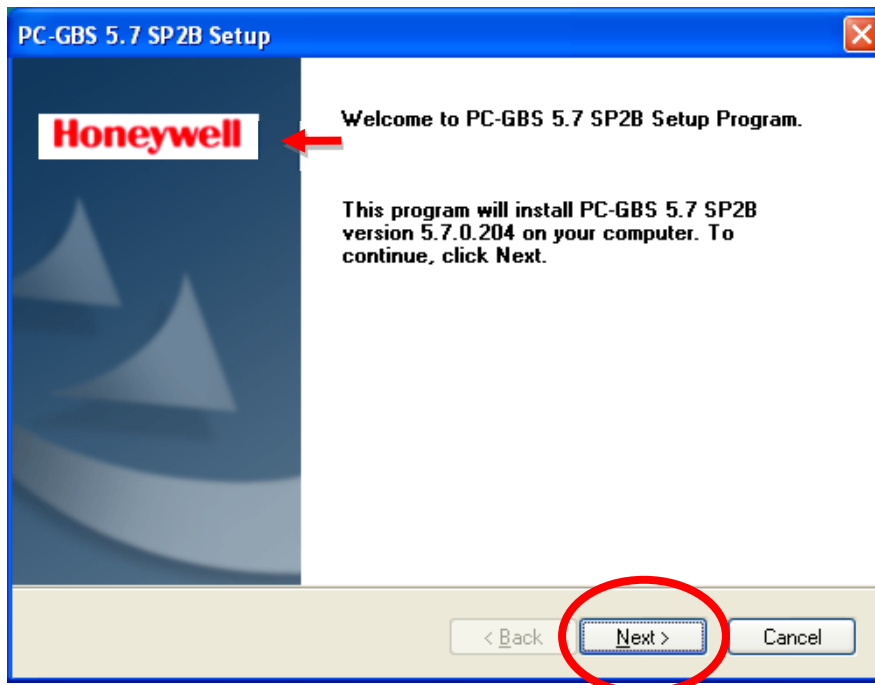 PC-GBS 5.7 SP2B Setup
Honeywell
Welcome to PC-GBS 5.7 SP2B Setup Program.
This program will install PC-GBS 5.7 SP2B
version 5.7.0.204 on your computer. To
continue, click Next.
< Back Next > Cancel